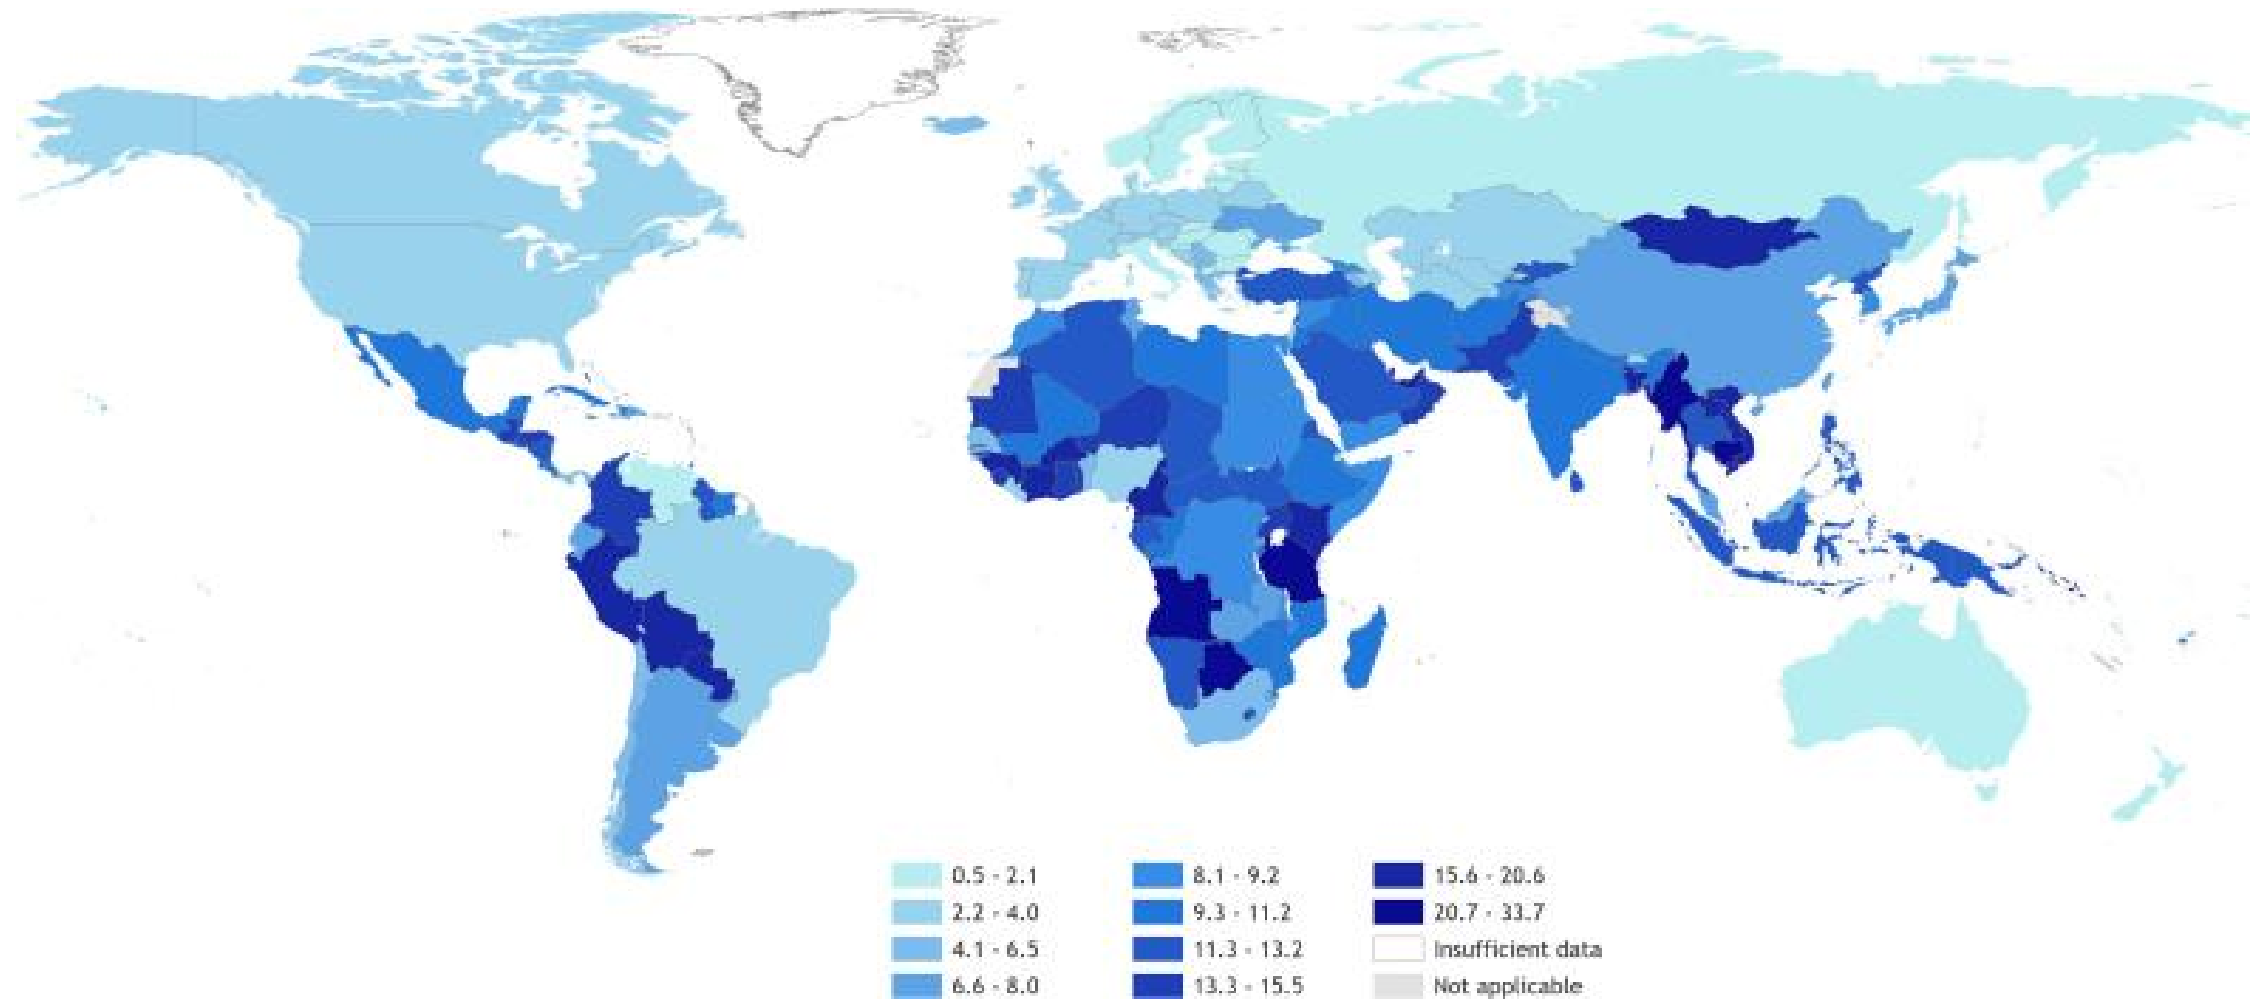 0.5 - 2.1
2.2 - 4.0
4.1 - 6.5
6.6 - 8.0
8.1 - 9.2
9.3 - 11.2
11.3 - 13.2
13.3 - 15.5
15.6 - 20.6
20.7 - 33.7
Insufficient data
Not applicable